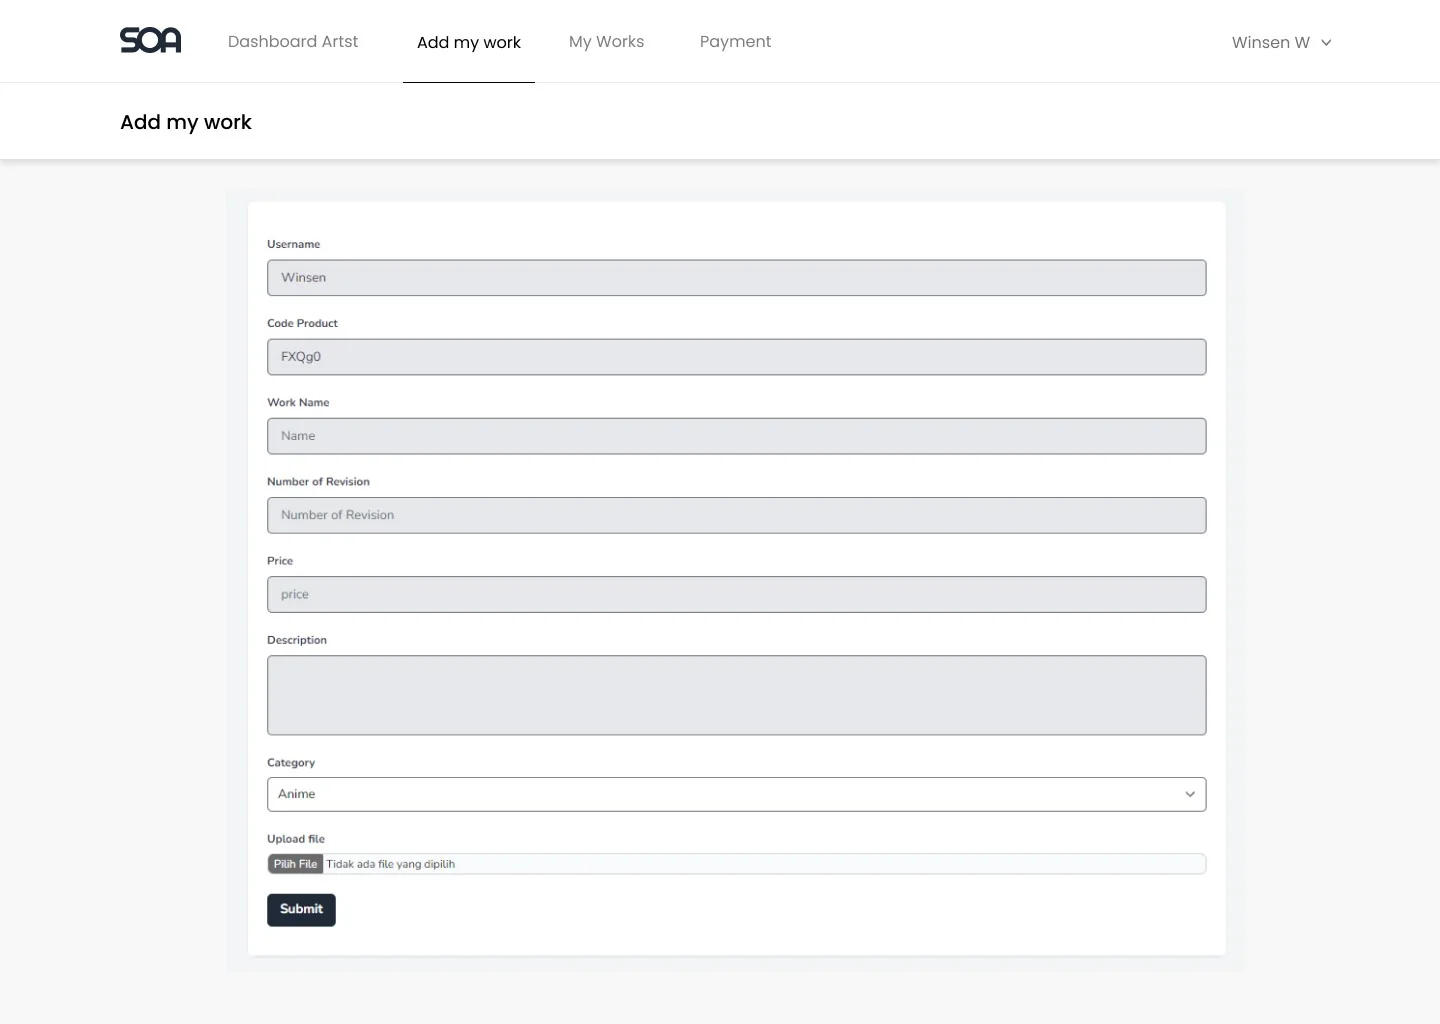 SOA
Dashboard Artst
Add my work
My Works
Payment
Winsen W
Add my work
Username
Winsen
Code Product
FXQg0
Work Name
Name
Number of Revision
Number of Revision
Price
price
Description
Category
Anime
Upload file
Pilih File Tidak ada file yang dipilih
Submit